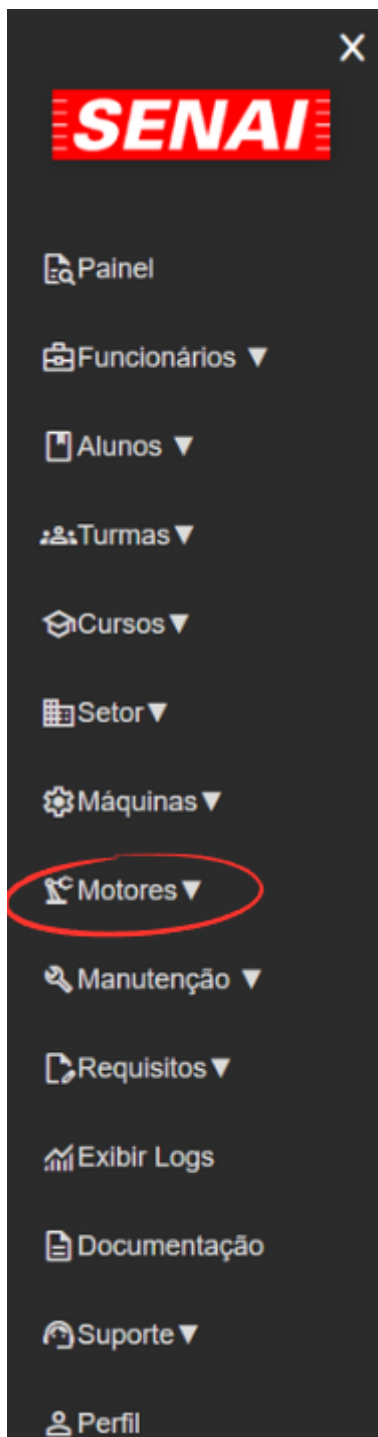 X
SENAI
Painel
Funcionários ▼
Alunos ▼
Turmas ▼
Cursos ▼
Setor ▼
Máquinas ▼
Motores ▼
Manutenção ▼
Requisitos ▼
Exibir Logs
Documentação
Suporte ▼
Perfil